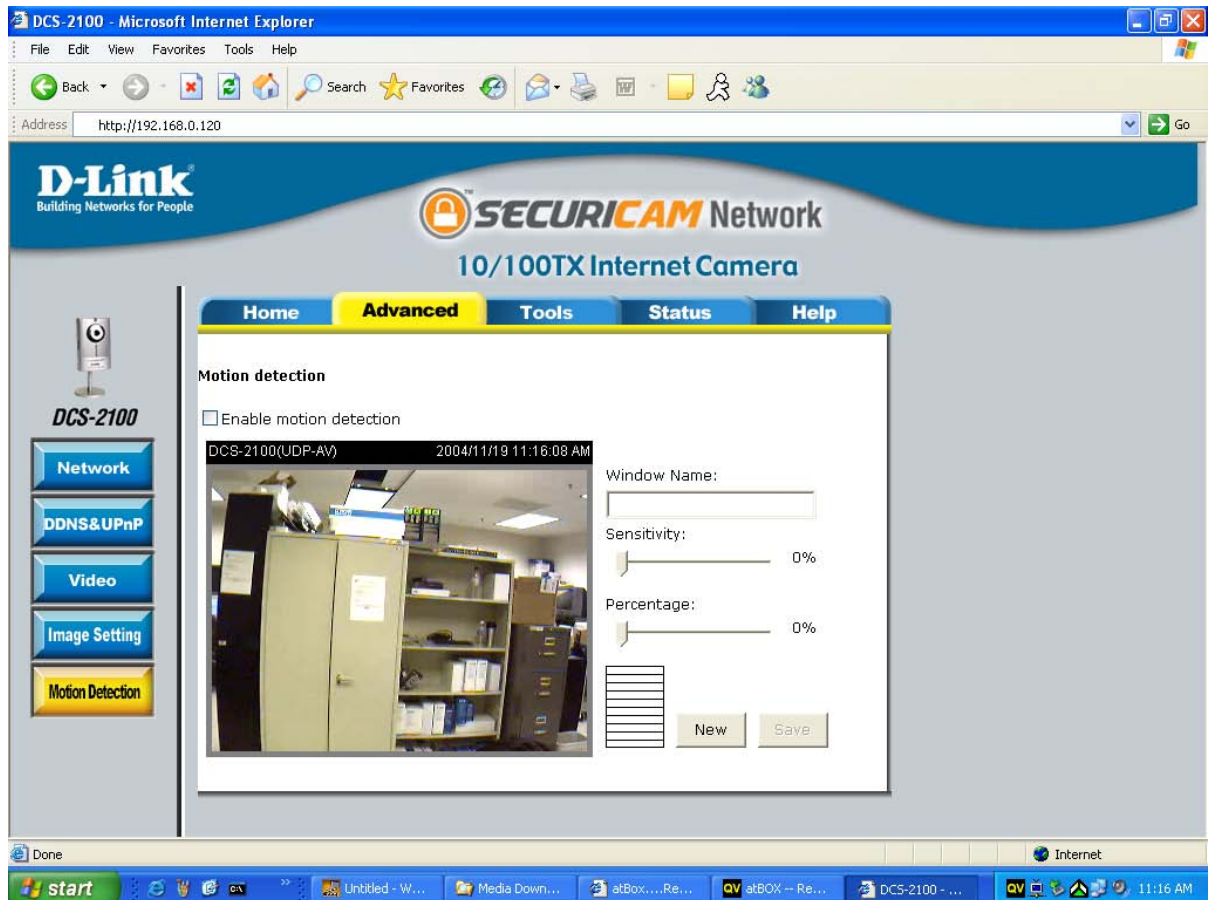 DCS-2100 - Microsoft Internet Explorer
File Edit View Favorites Tools Help
Back Search Favorites
Address http://192.168.0.120 Go
D-Link
Building Networks for People
SECURICAM Network
10/100TX Internet Camera
Home Advanced Tools Status Help
DCS-2100
Network
DDNS&UPnP
Video
Image Setting
Motion Detection
Motion detection
Enable motion detection
DCS-2100(UDP-AV) 2004/11/19 11:16:08 AM
Window Name:
Sensitivity:
0%
Percentage:
0%
New Save
Done Internet
start Untitled - W... Media Down... atBox....Re... atBOX -- Re... DCS-2100 - ... 11:16 AM